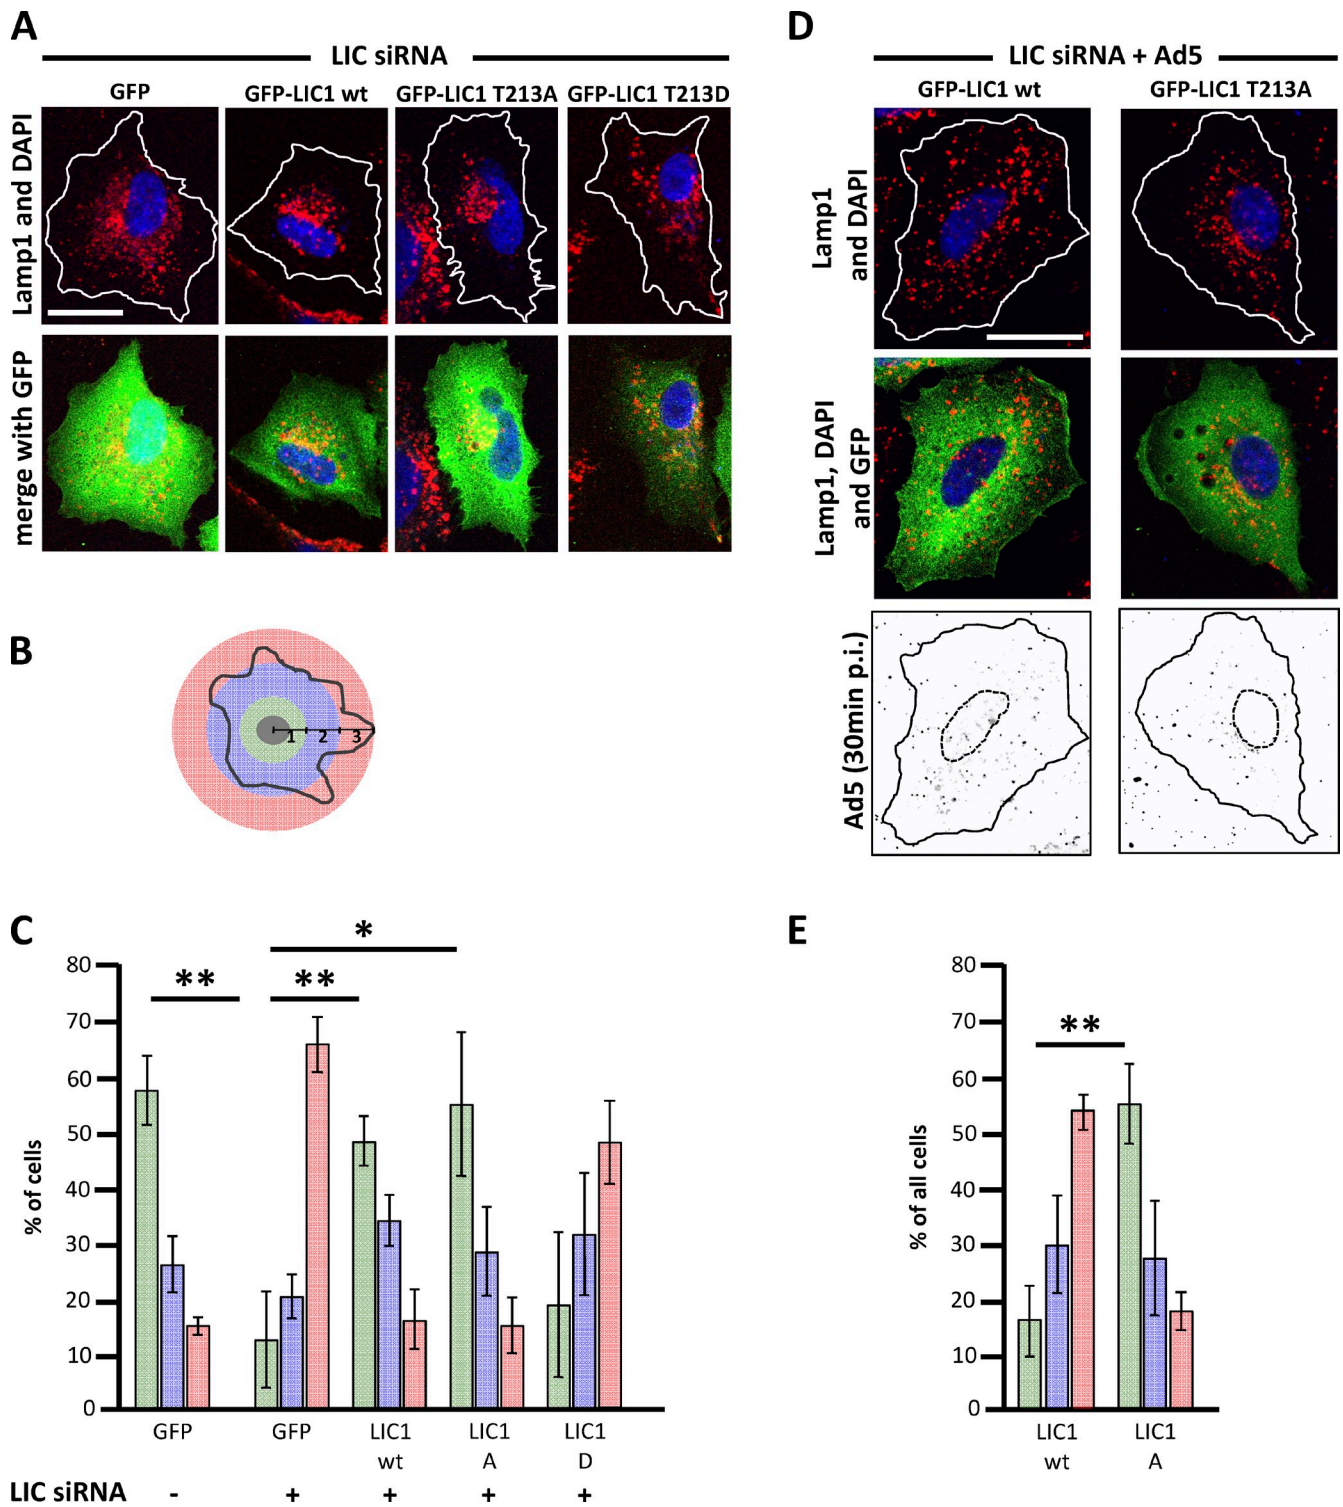 A
LIC siRNA
GFP
GFP-LIC1 wt
GFP-LIC1 T213A
GFP-LIC1 T213D
Lamp1 and DAPI
merge with GFP
B
1 2 3
C
80
70
60
50
40
30
20
10
0
% of cells
**
**
*
GFP
GFP
LIC1
wt
LIC1
A
LIC1
D
LIC siRNA - + + + +
D
LIC siRNA + Ad5
GFP-LIC1 wt
GFP-LIC1 T213A
Lamp1
and DAPI
Lamp1, DAPI
and GFP
Ad5 (30min p.i.)
E
80
70
60
50
40
30
20
10
0
% of all cells
**
LIC1
wt
LIC1
A